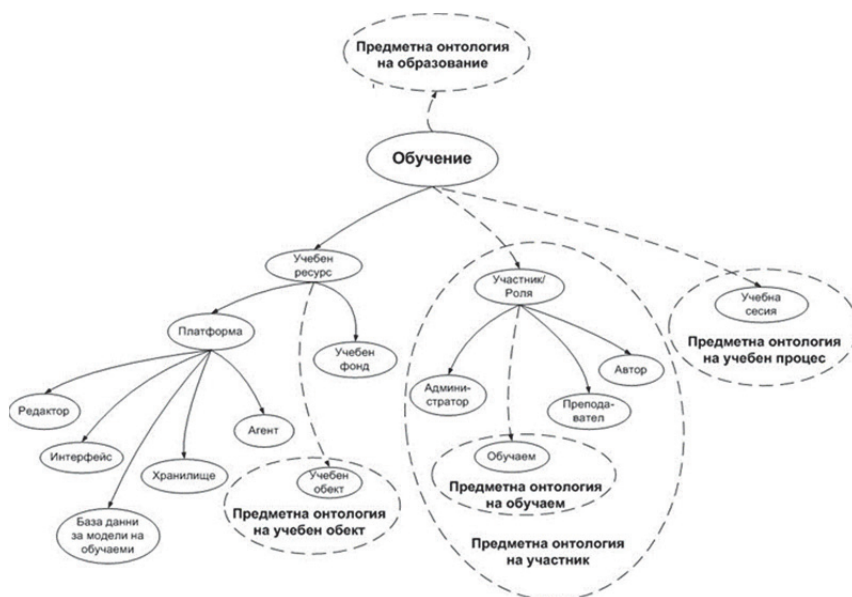 Предметна онтология
на образование
Обучение
Учебен
ресурс
Участник/
Роля
Учебна
сесия
Предметна онтология
на учебен процес
Платформа
Учебен
фонд
Автор
Админи-
стратор
Препода-
вател
Редактор
Агент
Интерфейс
Хранилище
Обучаем
Предметна онтология
на обучаем
Учебен
обект
Предметна онтология
на учебен обект
База данни
за модели на
обучаеми
Предметна онтология
на участник